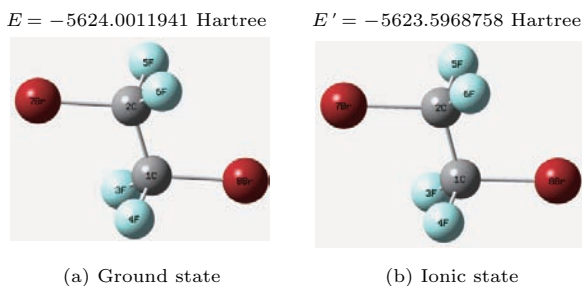 E = −5624.0011941 Hartree
E′ = −5623.5968758 Hartree
5F
6F
7Br
2C
1C
3F
8Br
4F
5F
6F
7Br
2C
1C
3F
8Br
4F
(a) Ground state
(b) Ionic state